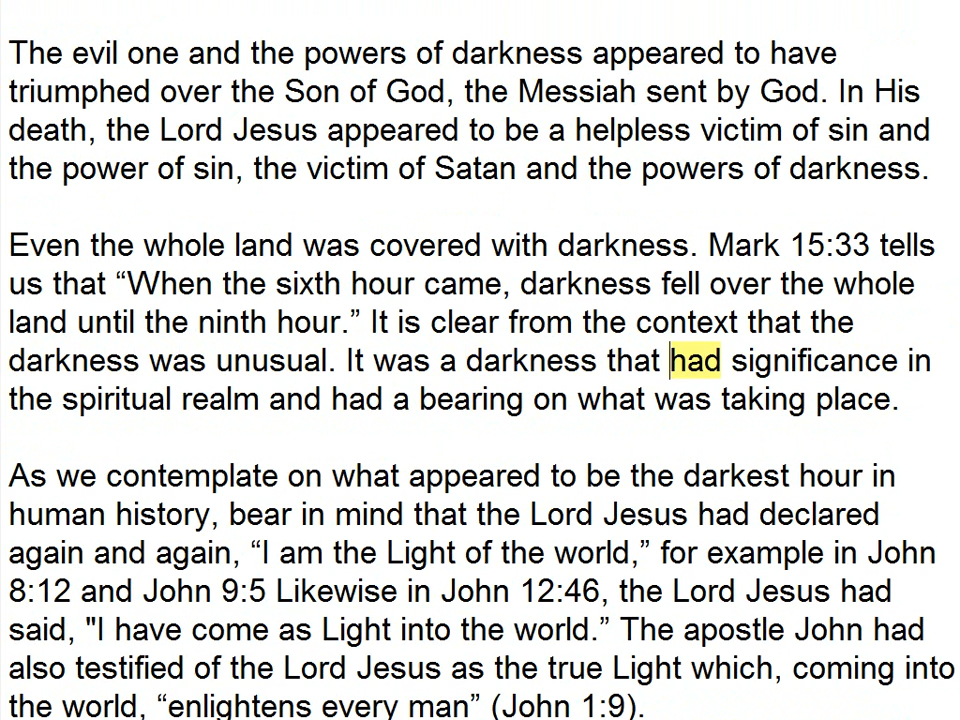 The evil one and the powers of darkness appeared to have
triumphed over the Son of God, the Messiah sent by God. In His
death, the Lord Jesus appeared to be a helpless victim of sin and
the power of sin, the victim of Satan and the powers of darkness.
Even the whole land was covered with darkness. Mark 15:33 tells
us that “When the sixth hour came, darkness fell over the whole
land until the ninth hour.” It is clear from the context that the
darkness was unusual. It was a darkness that had significance in
the spiritual realm and had a bearing on what was taking place.
As we contemplate on what appeared to be the darkest hour in
human history, bear in mind that the Lord Jesus had declared
again and again, “I am the Light of the world,” for example in John
8:12 and John 9:5 Likewise in John 12:46, the Lord Jesus had
said, "I have come as Light into the world.” The apostle John had
also testified of the Lord Jesus as the true Light which, coming into
the world, “enlightens every man” (John 1:9).